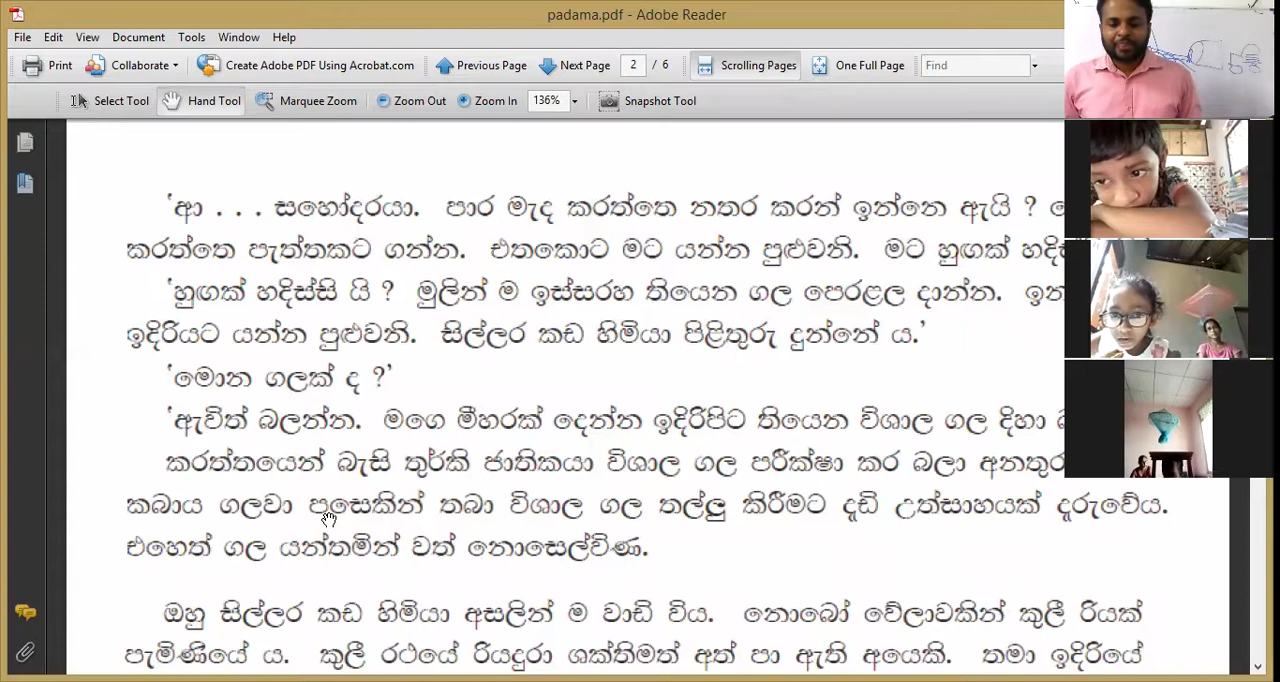 padama.pdf - Adobe Reader
File Edit View Document Tools Window Help
Print Collaborate Create Adobe PDF Using Acrobat.com Previous Page Next Page 2 / 6 Scrolling Pages One Full Page Find
Select Tool Hand Tool Marquee Zoom Zoom Out Zoom In 136% Snapshot Tool
‘ආ . . . සහෝදරයා. පාර මැද කරත්තෙ නතර කරන් ඉන්නෙ ඇයි ?
කරත්තෙ පැත්තකට ගන්න. එතකොට මට යන්න පුළුවනි. මට හුඟක්
‘හුඟක් හදිස්සි යි ? මුලින් ම ඉස්සරහ තියෙන ගල පෙරළල දාන්න.
ඉදිරියට යන්න පුළුවනි. සිල්ලර කඩ හිමියා පිළිතුරු දුන්නේ ය.’
‘මොන ගලක් ද ?’
‘ඇවිත් බලන්න. මගෙ මීහරක් දෙන්න ඉදිරිපිට තියෙන විශාල ගල දිහා
කරත්තයෙන් බැසි තුර්කි ජාතිකයා විශාල ගල පරීක්ෂා කර බලා
කබාය ගලවා පසෙකින් තබා විශාල ගල තල්ලු කිරීමට දැඩි උත්සාහයක් දැරුවේය.
එහෙත් ගල යන්තමින් වත් නොසෙල්විණ.
ඔහු සිල්ලර කඩ හිමියා අසලින් ම වාඩි විය. නොබෝ වේලාවකින් කුලී රියක්
පැමිණියේ ය. කුලී රථයේ රියදුරා ශක්තිමත් අත් පා ඇති අයෙකි. තමා ඉදිරියේ